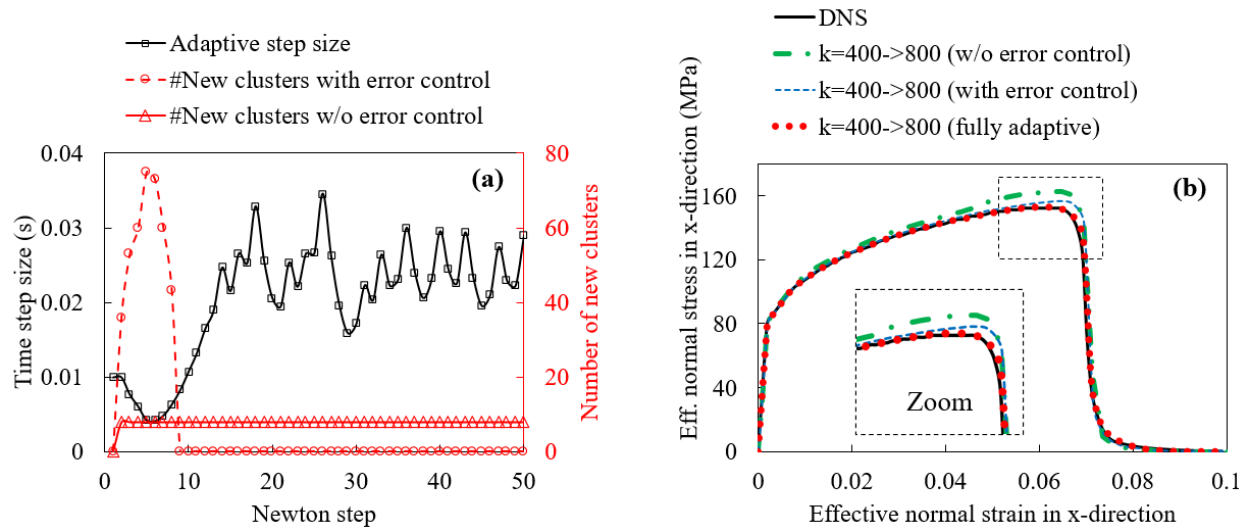 Adaptive step size
#New clusters with error control
#New clusters w/o error control
(a)
Time step size (s)
0.04
0.03
0.02
0.01
0
80
60
40
20
0
Number of new clusters
0 10 20 30 40 50
Newton step
DNS
k=400->800 (w/o error control)
k=400->800 (with error control)
k=400->800 (fully adaptive)
(b)
Eff. normal stress in x-direction (MPa)
160
120
80
40
0
Zoom
0 0.02 0.04 0.06 0.08 0.1
Effective normal strain in x-direction